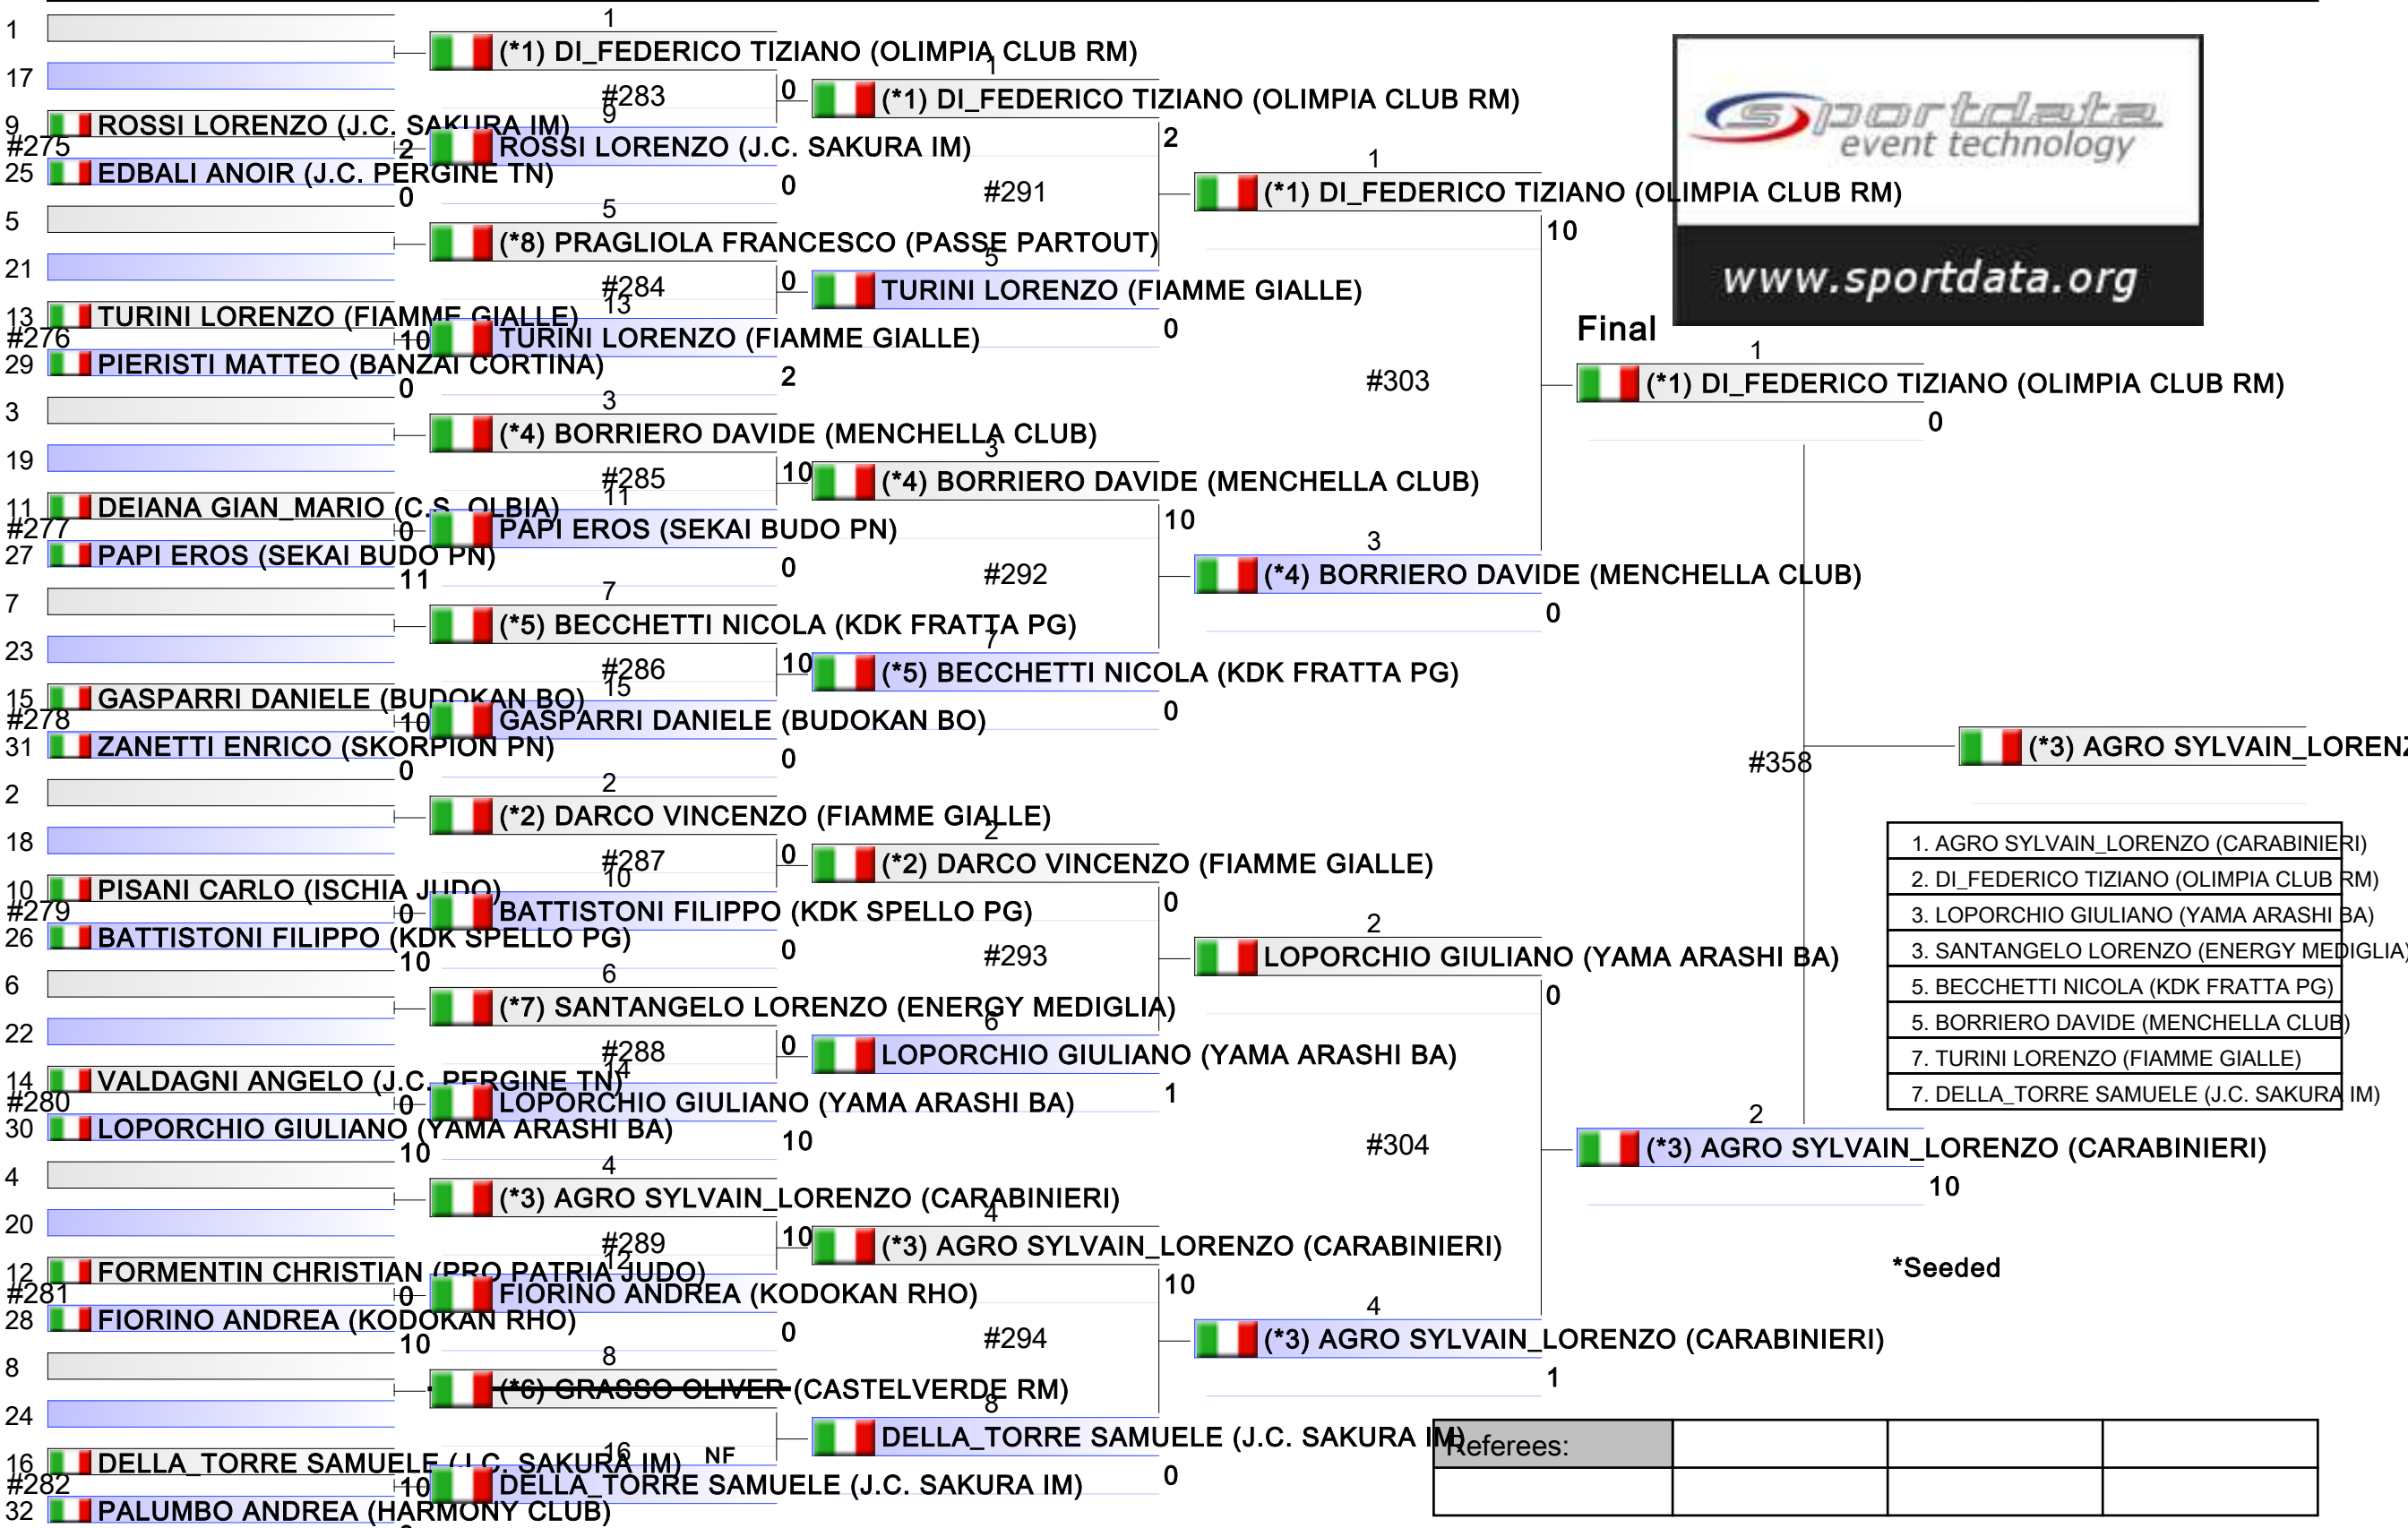 1
17
9 ROSSI LORENZO (J.C. SAKURA IM)
#275
2
25 EDBALI ANOIR (J.C. PERGINE TN)
0
5
21
13 TURINI LORENZO (FIAMME GIALLE)
#276
10
29 PIERISTI MATTEO (BANZAI CORTINA)
0
3
19
11 DEIANA GIAN_MARIO (C.S. OLBIA)
#277
0
27 PAPI EROS (SEKAI BUDO PN)
11
7
23
15 GASPARRI DANIELE (BUDOKAN BO)
#278
10
31 ZANETTI ENRICO (SKORPION PN)
0
2
18
10 PISANI CARLO (ISCHIA JUDO)
#279
0
26 BATTISTONI FILIPPO (KDK SPELLO PG)
10
6
22
14 VALDAGNI ANGELO (J.C. PERGINE TN)
#280
0
30 LOPORCHIO GIULIANO (YAMA ARASHI BA)
10
4
20
12 FORMENTIN CHRISTIAN (PRO PATRIA JUDO)
#281
0
28 FIORINO ANDREA (KODOKAN RHO)
10
8
24
16 DELLA_TORRE SAMUELE (J.C. SAKURA IM)
#282
10
32 PALUMBO ANDREA (HARMONY CLUB)
1
(*1) DI_FEDERICO TIZIANO (OLIMPIA CLUB RM)
#283
0
9
ROSSI LORENZO (J.C. SAKURA IM)
0
5
(*8) PRAGLIOLA FRANCESCO (PASSE PARTOUT)
#284
0
13
TURINI LORENZO (FIAMME GIALLE)
2
3
(*4) BORRIERO DAVIDE (MENCHELLA CLUB)
#285
10
11
PAPI EROS (SEKAI BUDO PN)
0
7
(*5) BECCHETTI NICOLA (KDK FRATTA PG)
#286
10
15
GASPARRI DANIELE (BUDOKAN BO)
0
2
(*2) DARCO VINCENZO (FIAMME GIALLE)
#287
0
10
BATTISTONI FILIPPO (KDK SPELLO PG)
0
6
(*7) SANTANGELO LORENZO (ENERGY MEDIGLIA)
#288
0
14
LOPORCHIO GIULIANO (YAMA ARASHI BA)
10
4
(*3) AGRO SYLVAIN_LORENZO (CARABINIERI)
#289
10
12
FIORINO ANDREA (KODOKAN RHO)
0
8
(*6) GRASSO OLIVER (CASTELVERDE RM)
16
NF
DELLA_TORRE SAMUELE (J.C. SAKURA IM)
1
(*1) DI_FEDERICO TIZIANO (OLIMPIA CLUB RM)
2
#291
5
TURINI LORENZO (FIAMME GIALLE)
0
3
(*4) BORRIERO DAVIDE (MENCHELLA CLUB)
10
#292
7
(*5) BECCHETTI NICOLA (KDK FRATTA PG)
0
2
(*2) DARCO VINCENZO (FIAMME GIALLE)
0
#293
6
LOPORCHIO GIULIANO (YAMA ARASHI BA)
1
4
(*3) AGRO SYLVAIN_LORENZO (CARABINIERI)
10
#294
8
DELLA_TORRE SAMUELE (J.C. SAKURA IM)
0
1
(*1) DI_FEDERICO TIZIANO (OLIMPIA CLUB RM)
10
#303
3
(*4) BORRIERO DAVIDE (MENCHELLA CLUB)
0
2
LOPORCHIO GIULIANO (YAMA ARASHI BA)
0
#304
4
(*3) AGRO SYLVAIN_LORENZO (CARABINIERI)
1
sportdata
event technology
www.sportdata.org
Final
1
(*1) DI_FEDERICO TIZIANO (OLIMPIA CLUB RM)
0
#358
2
(*3) AGRO SYLVAIN_LORENZO (CARABINIERI)
10
(*3) AGRO SYLVAIN_LOREN
1. AGRO SYLVAIN_LORENZO (CARABINIERI)
2. DI_FEDERICO TIZIANO (OLIMPIA CLUB RM)
3. LOPORCHIO GIULIANO (YAMA ARASHI BA)
3. SANTANGELO LORENZO (ENERGY MEDIGLIA)
5. BECCHETTI NICOLA (KDK FRATTA PG)
5. BORRIERO DAVIDE (MENCHELLA CLUB)
7. TURINI LORENZO (FIAMME GIALLE)
7. DELLA_TORRE SAMUELE (J.C. SAKURA IM)
*Seeded
Referees: